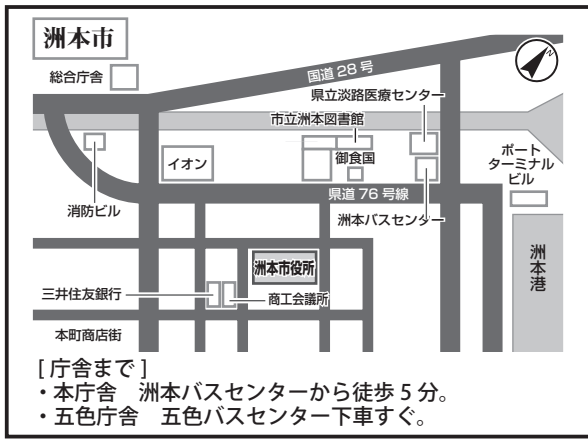 洲本市
総合庁舎
国道28号
県立淡路医療センター
市立洲本図書館
イオン
御食国
ポート
ターミナル
ビル
消防ビル
県道76号線
洲本バスセンター
洲本市役所
洲本港
三井住友銀行
商工会議所
本町商店街
[庁舎まで]
・本庁舎　洲本バスセンターから徒歩5分。
・五色庁舎　五色バスセンター下車すぐ。